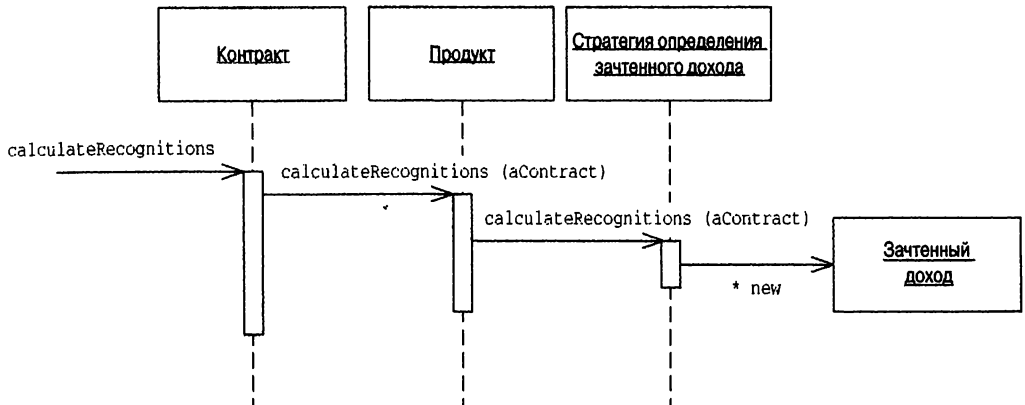 Контракт
Продукт
Стратегия определения
зачтенного дохода
calculateRecognitions
calculateRecognitions (aContract)
calculateRecognitions (aContract)
Зачтенный
доход
* new